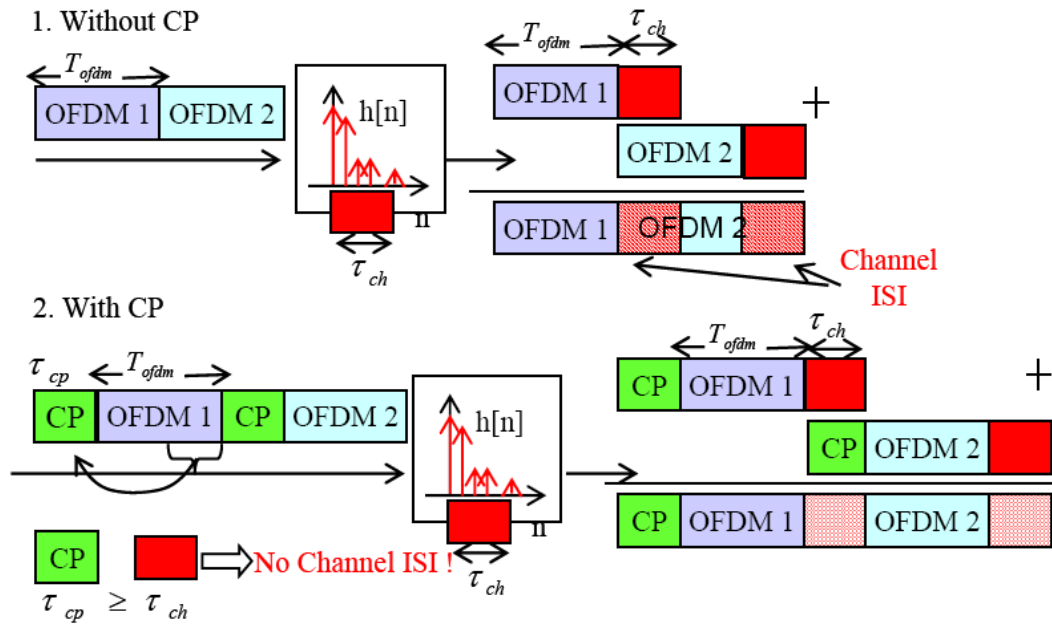 1. Without CP
T_ofdm
OFDM 1 OFDM 2
h[n]
n
τ_ch
T_ofdm τ_ch
OFDM 1
+
OFDM 2
OFDM 1 OFDM 2
Channel
ISI
2. With CP
τ_cp T_ofdm
CP OFDM 1 CP OFDM 2
h[n]
n
τ_ch
T_ofdm τ_ch
CP OFDM 1
+
CP OFDM 2
CP OFDM 1 OFDM 2
CP
No Channel ISI !
τ_cp ≥ τ_ch